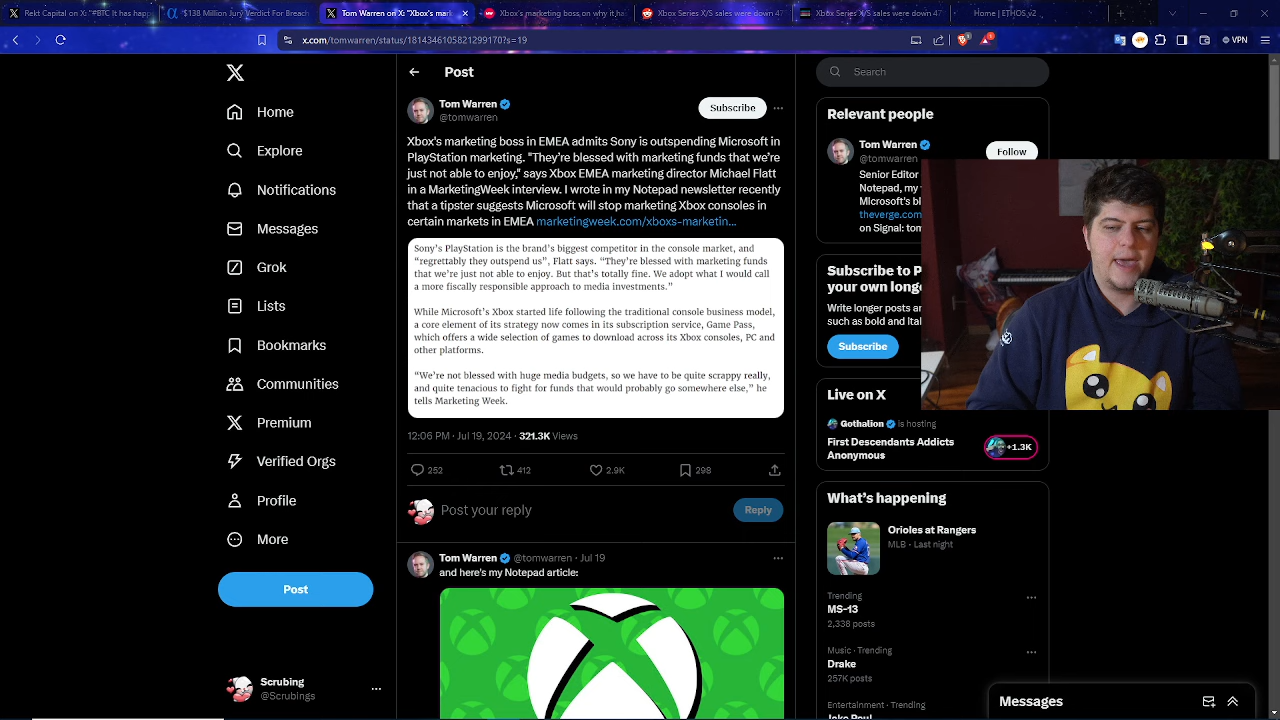 Rekt Capital on X: "#BTC It has happ
"$138 Million Jury Verdict For Breach
Tom Warren on X: "Xbox's mark
Xbox's marketing boss on why it ha
Xbox Series X/S sales were down 47
Xbox Series X/S sales were down 47
Home | ETHOS_v2
x.com/tomwarren/status/1814346105821299170?s=19
VPN
Home
Explore
Notifications
Messages
Grok
Lists
Bookmarks
Communities
Premium
Verified Orgs
Profile
More
Post
Scrubing
@Scrubings
Post
Tom Warren
@tomwarren
Subscribe
Xbox's marketing boss in EMEA admits Sony is outspending Microsoft in
PlayStation marketing. "They're blessed with marketing funds that we're
just not able to enjoy," says Xbox EMEA marketing director Michael Flatt
in a MarketingWeek interview. I wrote in my Notepad newsletter recently
that a tipster suggests Microsoft will stop marketing Xbox consoles in
certain markets in EMEA marketingweek.com/xboxs-marketin...
Sony's PlayStation is the brand's biggest competitor in the console market, and
"regrettably they outspend us", Flatt says. "They're blessed with marketing funds
that we're just not able to enjoy. But that's totally fine. We adopt what I would call
a more fiscally responsible approach to media investments."
While Microsoft's Xbox started life following the traditional console business model,
a core element of its strategy now comes in its subscription service, Game Pass,
which offers a wide selection of games to download across its Xbox consoles, PC and
other platforms.
"We're not blessed with huge media budgets, so we have to be quite scrappy really,
and quite tenacious to fight for funds that would probably go somewhere else," he
tells Marketing Week.
12:06 PM · Jul 19, 2024 · 321.3K Views
252 412 2.9K 298
Post your reply
Reply
Tom Warren @tomwarren · Jul 19
and here's my Notepad article:
Search
Relevant people
Tom Warren
@tomwarren
Follow
Senior Editor
Notepad, my
Microsoft's bl
theverge.com
on Signal: tom
Subscribe to P
your own longe
Write longer posts
such as bold and ital
Subscribe
Live on X
Gothalion is hosting
First Descendants Addicts
Anonymous
+1.3K
What's happening
Orioles at Rangers
MLB · Last night
Trending
MS-13
2,338 posts
Music · Trending
Drake
257K posts
Entertainment · Trending
Jake Paul
Messages